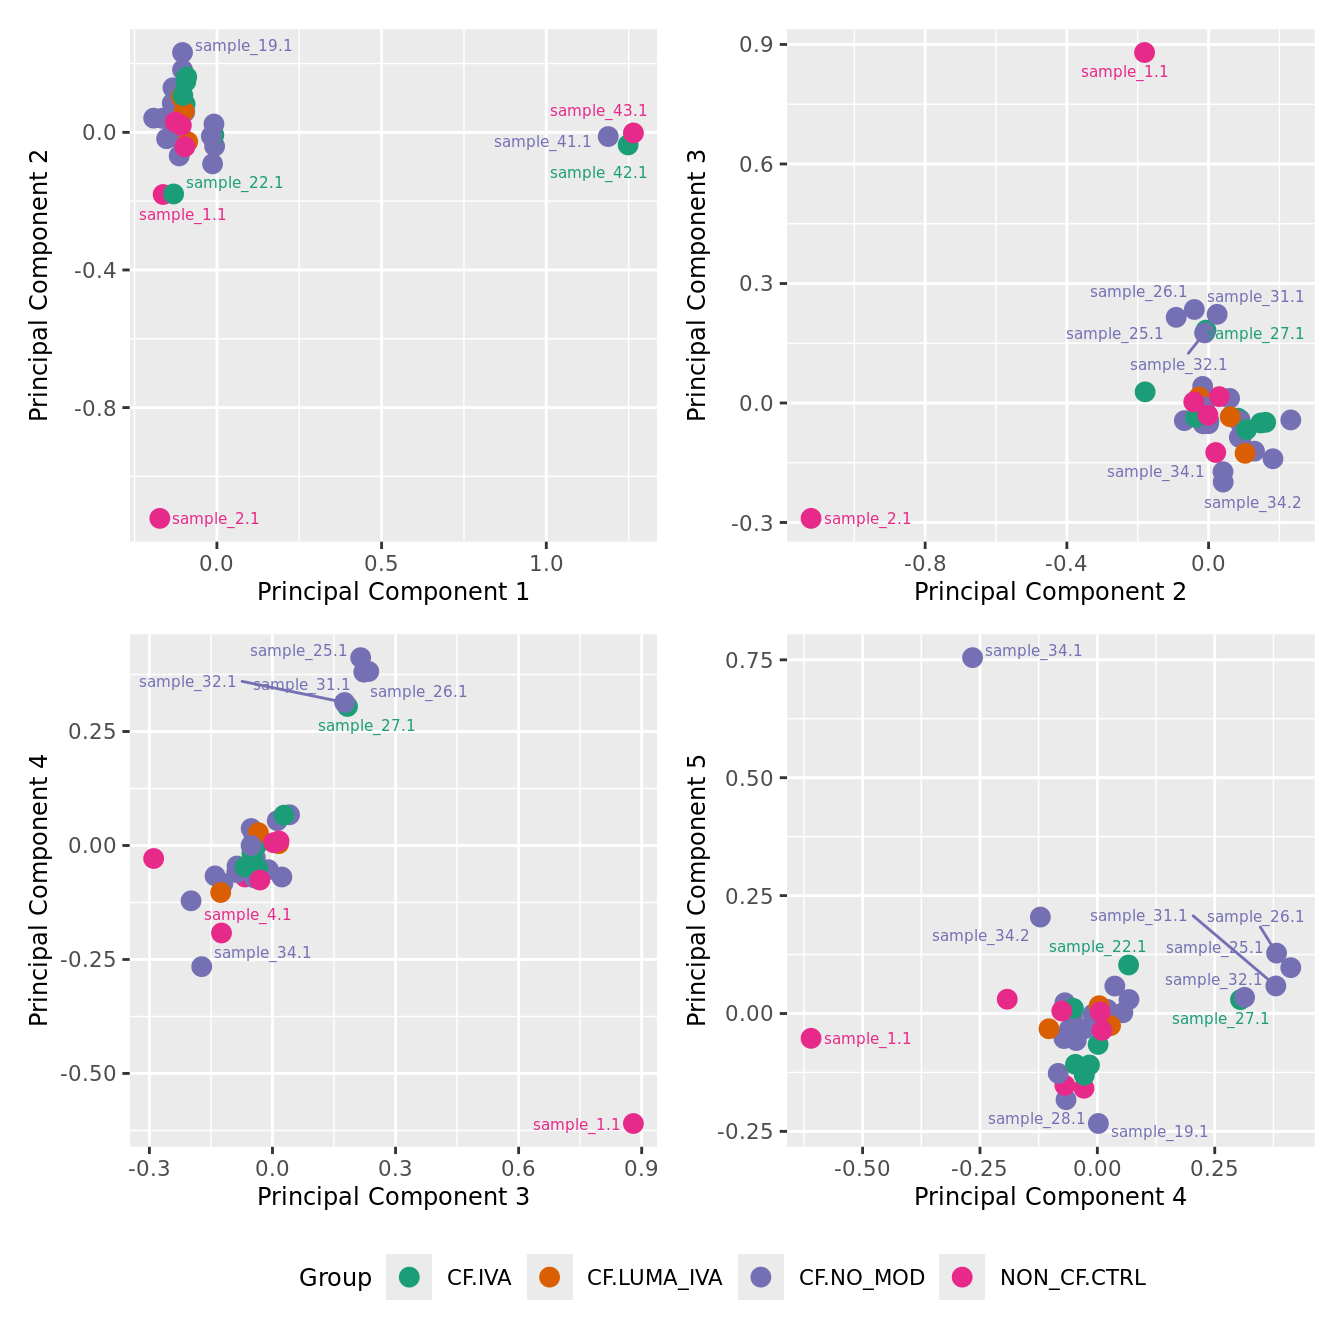 sample_19.1
sample_43.1
sample_41.1
sample_42.1
sample_22.1
sample_1.1
sample_2.1
0.0
-0.4
-0.8
0.0
0.5
1.0
Principal Component 1
Principal Component 2
sample_1.1
sample_26.1
sample_31.1
sample_25.1
sample_27.1
sample_32.1
sample_34.1
sample_34.2
sample_2.1
0.9
0.6
0.3
0.0
-0.3
-0.8
-0.4
0.0
Principal Component 2
Principal Component 3
sample_25.1
sample_32.1
sample_31.1
sample_26.1
sample_27.1
sample_4.1
sample_34.1
sample_1.1
0.25
0.00
-0.25
-0.50
-0.3
0.0
0.3
0.6
0.9
Principal Component 3
Principal Component 4
sample_34.1
sample_31.1
sample_26.1
sample_34.2
sample_22.1
sample_25.1
sample_32.1
sample_27.1
sample_1.1
sample_28.1
sample_19.1
0.75
0.50
0.25
0.00
-0.25
-0.50
-0.25
0.00
0.25
Principal Component 4
Principal Component 5
Group CF.IVA CF.LUMA_IVA CF.NO_MOD NON_CF.CTRL